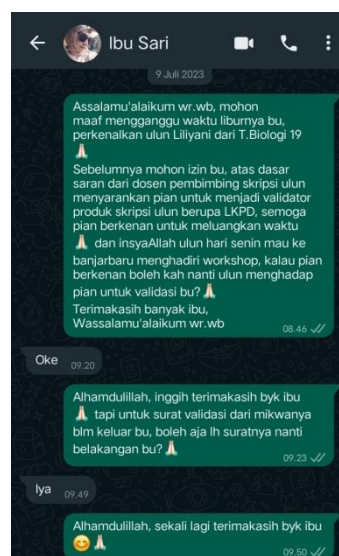 Ibu Sari
9 Juli 2023
Assalamu'alaikum wr.wb, mohon
maaf mengganggu waktu liburnya bu,
perkenalkan ulun Liliyani dari T.Biologi 19
🙏🏻
Sebelumnya mohon izin bu, atas dasar
saran dari dosen pembimbing skripsi ulun
menyarankan pian untuk menjadi validator
produk skripsi ulun berupa LKPD, semoga
pian berkenan untuk meluangkan waktu
🙏🏻 dan insyaAllah ulun hari senin mau ke
banjarbaru menghadiri workshop, kalau pian
berkenan boleh kah nanti ulun menghadap
pian untuk validasi bu?🙏🏻
Terimakasih banyak ibu,
Wassalamu'alaikum wr.wb
08.46
Oke
09.20
Alhamdulillah, inggih terimakasih byk ibu
🙏🏻 tapi untuk surat validasi dari mikwanya
blm keluar bu, boleh aja lh suratnya nanti
belakangan bu?🙏🏻
09.23
Iya
09.49
Alhamdulillah, sekali lagi terimakasih byk ibu
😊🙏🏻
09.50